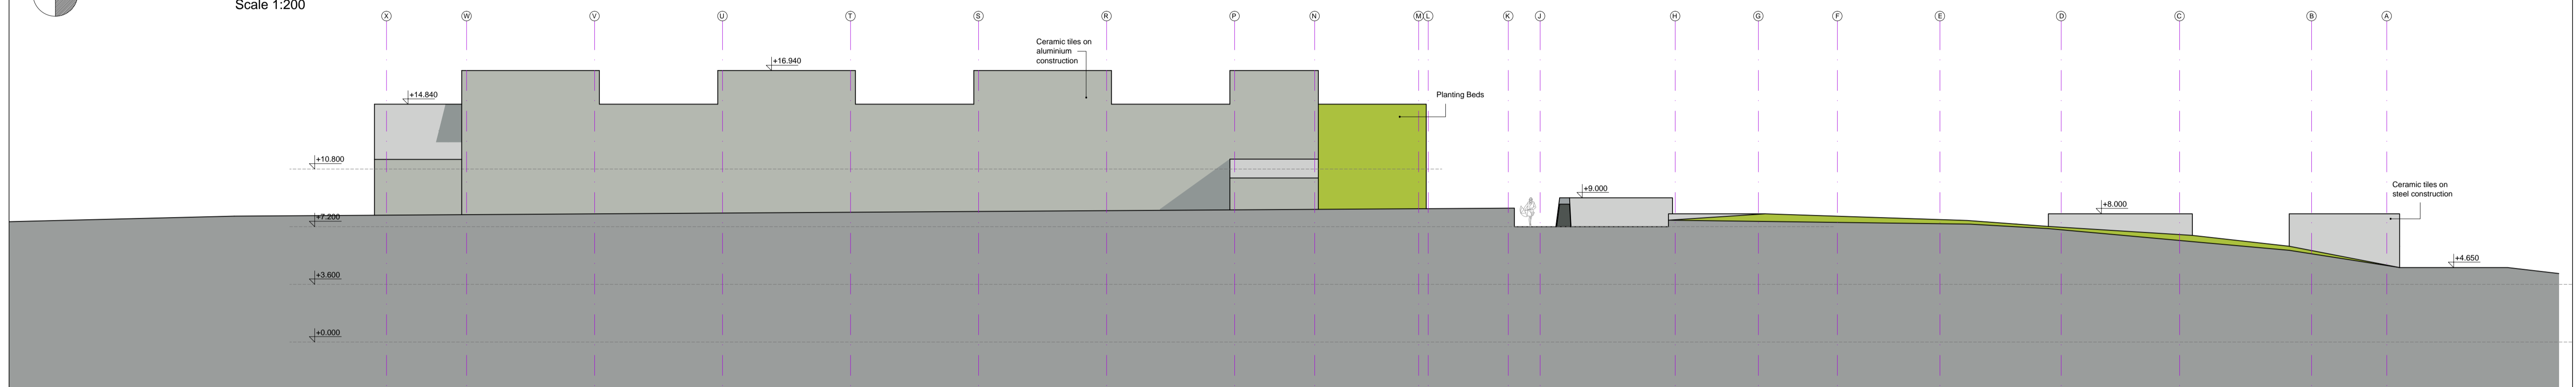 Scale 1:200
X W V U T S R P N M L K J H G F E D C B A
Ceramic tiles on
aluminium
construction
+16.940
+14.840
Planting Beds
+10.800
+9.000
Ceramic tiles on
steel construction
+8.000
+7.200
+4.650
+3.600
+0.000